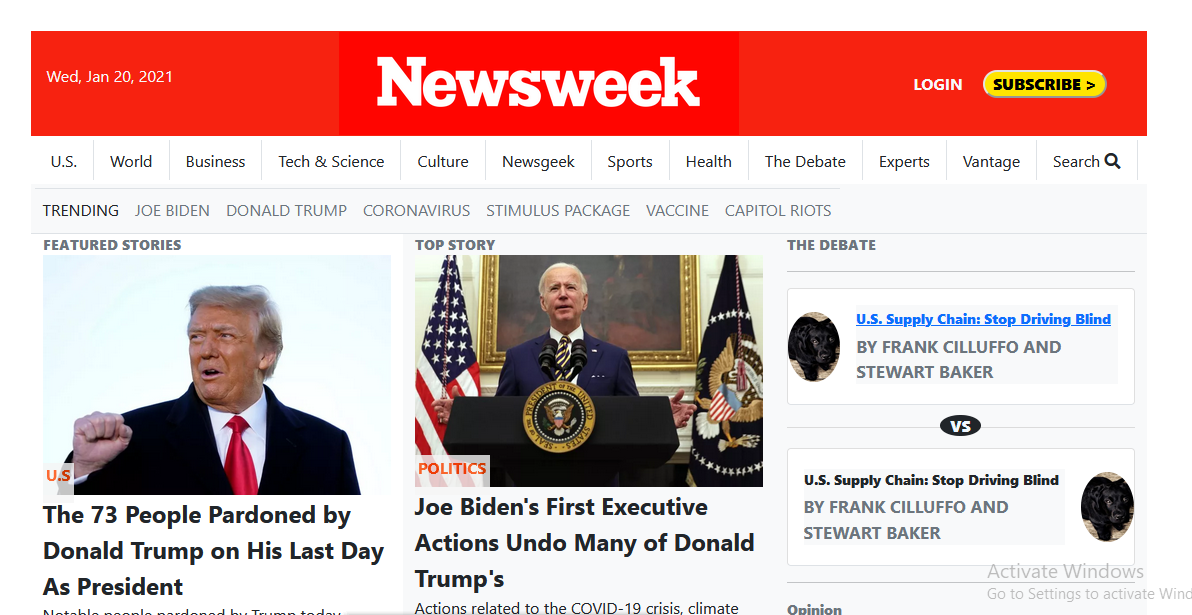 Wed, Jan 20, 2021
Newsweek
LOGIN
SUBSCRIBE >
U.S.
World
Business
Tech & Science
Culture
Newsgeek
Sports
Health
The Debate
Experts
Vantage
Search
TRENDING JOE BIDEN DONALD TRUMP CORONAVIRUS STIMULUS PACKAGE VACCINE CAPITOL RIOTS
FEATURED STORIES
U.S
The 73 People Pardoned by
Donald Trump on His Last Day
As President
Notable people pardoned by Trump today
TOP STORY
PRESIDENT OF THE UNITED
POLITICS
Joe Biden's First Executive
Actions Undo Many of Donald
Trump's
Actions related to the COVID-19 crisis, climate
THE DEBATE
U.S. Supply Chain: Stop Driving Blind
BY FRANK CILLUFFO AND
STEWART BAKER
VS
U.S. Supply Chain: Stop Driving Blind
BY FRANK CILLUFFO AND
STEWART BAKER
Opinion
Activate Windows
Go to Settings to activate Wind